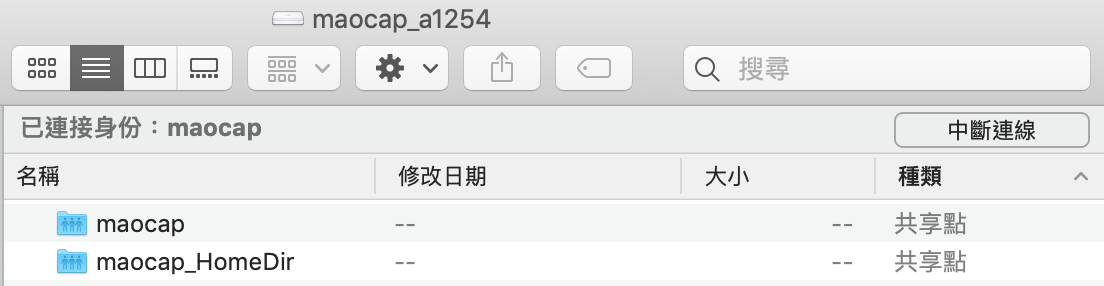 maocap_a1254
搜尋
已連接身份：maocap
中斷連線
名稱 修改日期 大小 種類
maocap -- -- 共享點
maocap_HomeDir -- -- 共享點